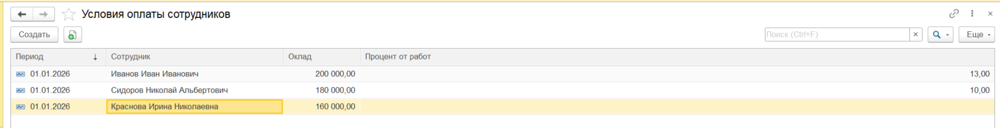 Условия оплаты сотрудников
Создать Поиск (Ctrl+F) Еще
Период Сотрудник Оклад Процент от работ
01.01.2026 Иванов Иван Иванович 200 000,00 13,00
01.01.2026 Сидоров Николай Альбертович 180 000,00 10,00
01.01.2026 Краснова Ирина Николаевна 160 000,00